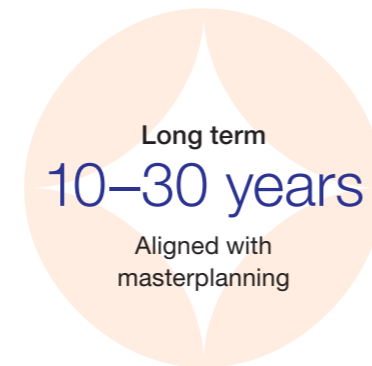 Long term
10–30 years
Aligned with
masterplanning